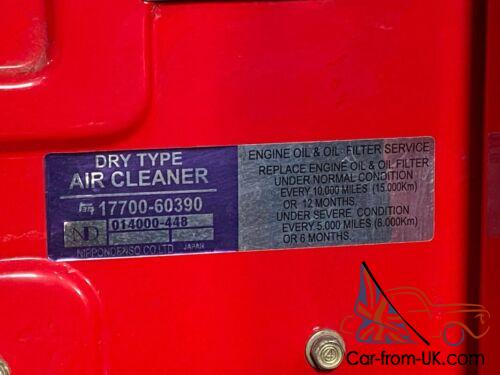 DRY TYPE
AIR CLEANER
17700-60390
ND 014000-448
NIPPONDENSO CO.,LTD. JAPAN
ENGINE OIL & OIL FILTER SERVICE
REPLACE ENGINE OIL & OIL FILTER
UNDER NORMAL CONDITION
EVERY 10,000 MILES (15.000Km)
OR 12 MONTHS.
UNDER SEVERE CONDITION
EVERY 5.000 MILES (8.000Km)
OR 6 MONTHS.
4
Car-from-UK.com